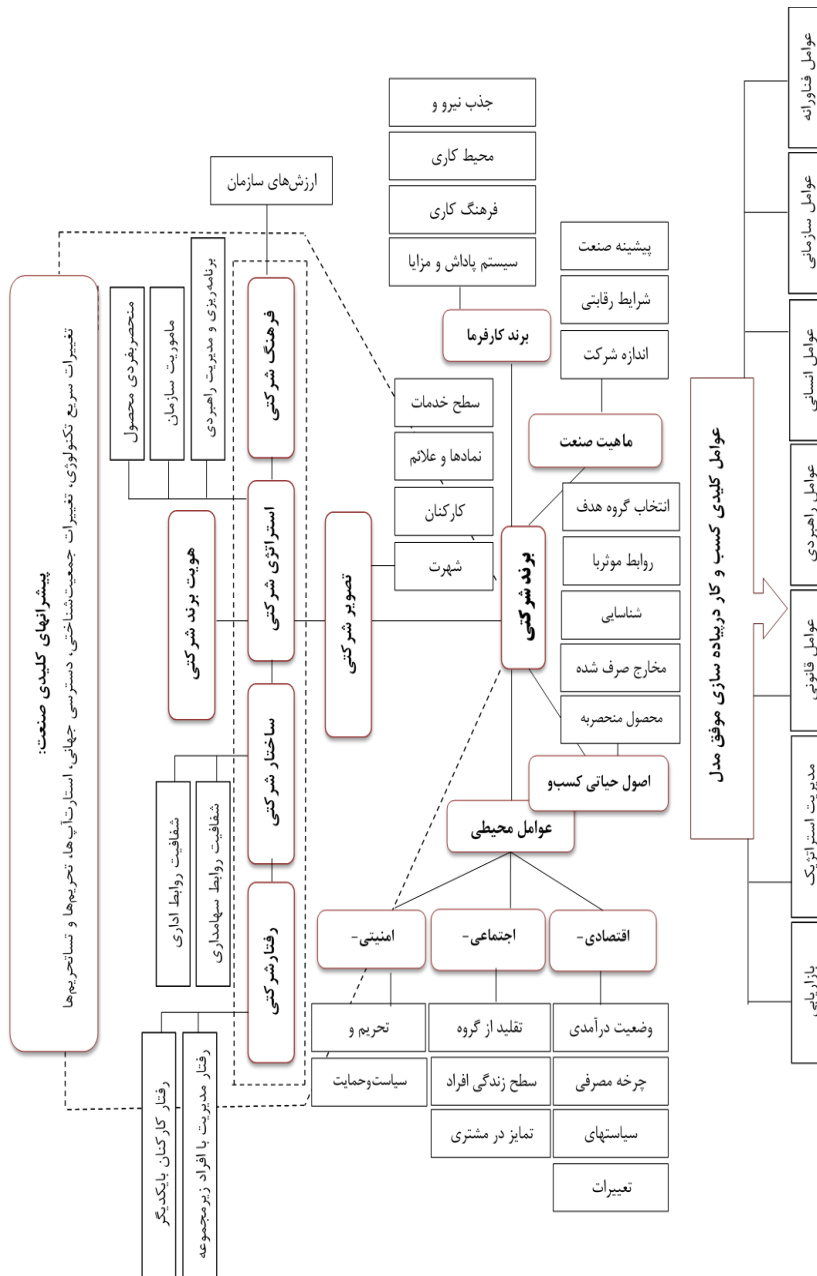 پیشرانهای کلیدی صنعت:
تغییرات سریع تکنولوژی، تغییرات جمعیت‌شناختی، دسترسی جهانی، استارت‌آپ‌ها، تحریم‌ها و تساتحریم‌ها
منحصربفردی محصول
ماموریت سازمان
برنامه‌ریزی و مدیریت راهبردی
ارزش‌های سازمان
فرهنگ شرکتی
استراتژی شرکتی
ساختار شرکتی
رفتارشرکتی
هویت برند شرکتی
شفافیت روابط اداری
شفافیت روابط سهامداری
رفتار کارکنان بایکدیگر
رفتار مدیریت با افراد زیرمجموعه
تصویر شرکتی
سطح خدمات
نمادها و علائم
کارکنان
شهرت
جذب نیرو و
محیط کاری
فرهنگ کاری
سیستم پاداش و مزایا
برند کارفرما
پیشینه صنعت
شرایط رقابتی
اندازه شرکت
ماهیت صنعت
برند شرکتی
انتخاب گروه هدف
روابط موثربا
شناسایی
مخارج صرف شده
محصول منحصربه
اصول حیاتی کسب‌و
عوامل محیطی
امنیتی-
اجتماعی-
اقتصادی-
تحریم و
سیاست‌وحمایت
تقلید از گروه
سطح زندگی افراد
تمایز در مشتری
وضعیت درآمدی
چرخه مصرفی
سیاستهای
تعییرات
عوامل کلیدی کسب و کار درپیاده سازی موفق مدل
عوامل فناورانه
عوامل سازمانی
عوامل انسانی
عوامل راهبردی
عوامل قانونی
مدیریت استراتژیک
بازاریابی